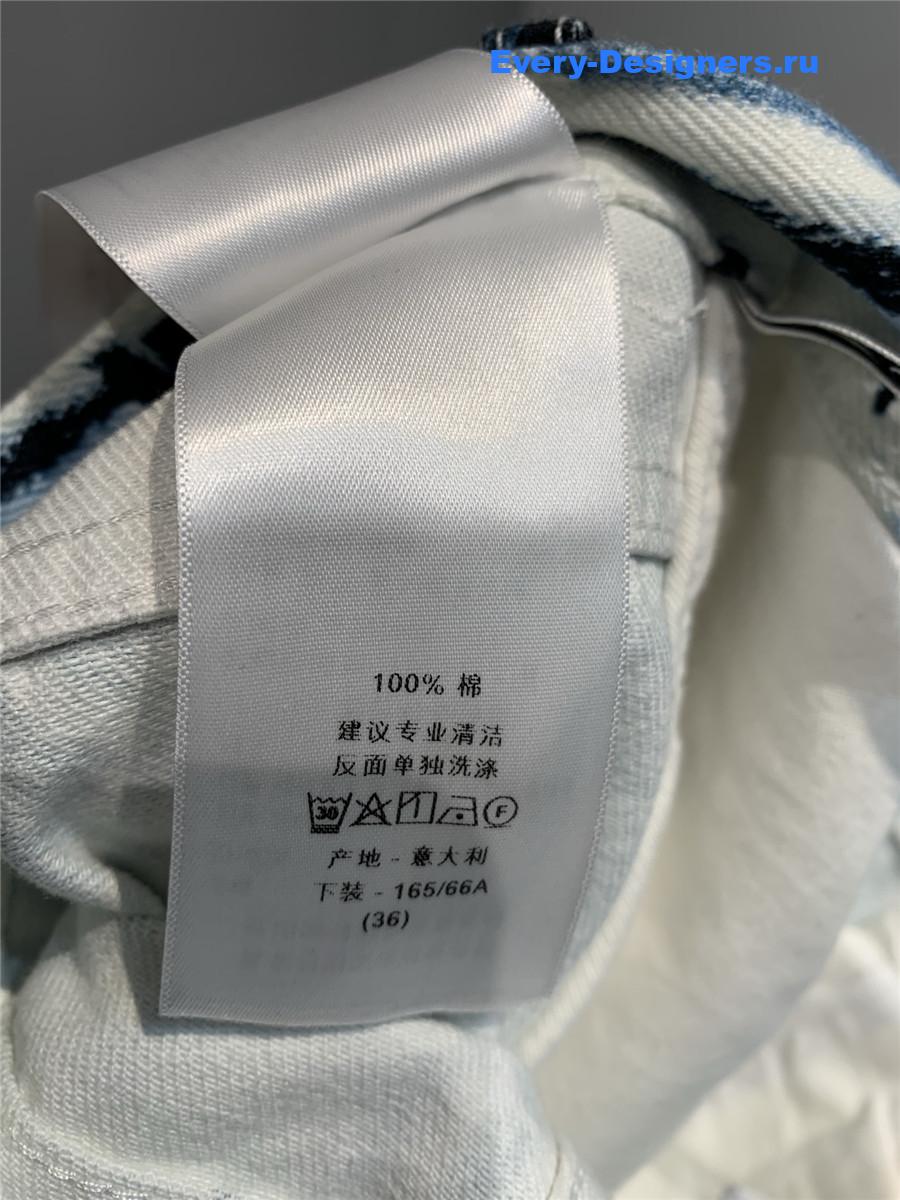 Every-Designers.ru
100% 棉
建议专业清洁
反面单独洗涤
30 F
产地 - 意大利
下装 - 165/66A
(36)